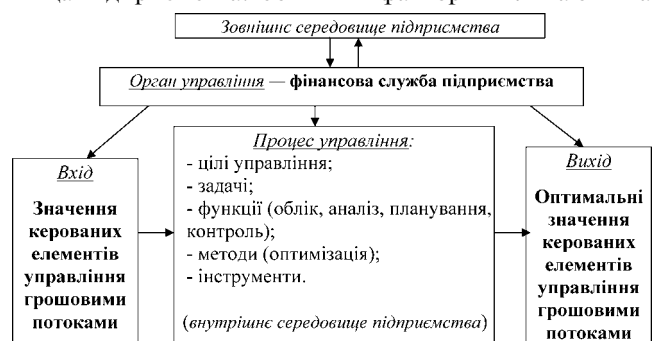 Зовнішнє середовище підприємства
Орган управління — фінансова служба підприємства
Вхід
Значення
керованих
елементів
управління
грошовими
потоками
Процес управління:
- цілі управління;
- задачі;
- функції (облік, аналіз, планування,
контроль);
- методи (оптимізація);
- інструменти.
(внутрішнє середовище підприємства)
Вихід
Оптимальні
значення
керованих
елементів
управління
грошовими
потоками